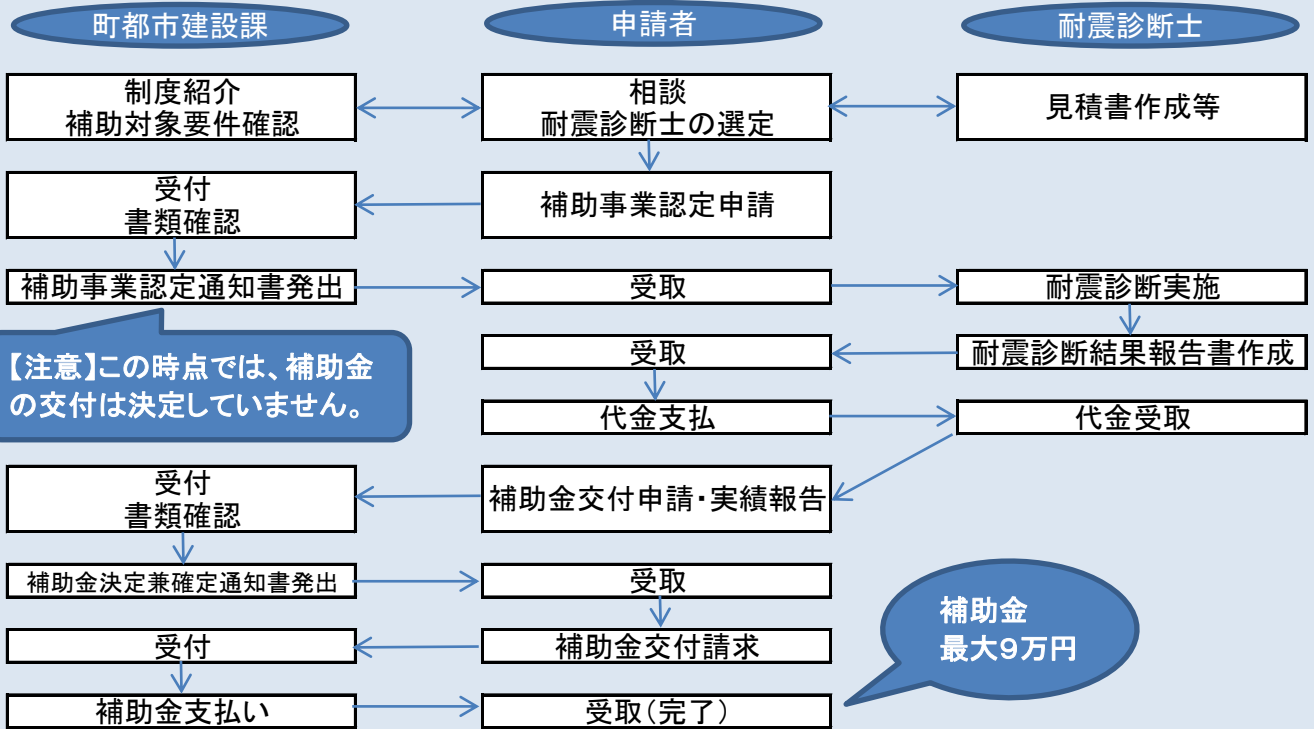 町都市建設課
申請者
耐震診断士
制度紹介
補助対象要件確認
相談
耐震診断士の選定
見積書作成等
受付
書類確認
補助事業認定申請
補助事業認定通知書発出
受取
耐震診断実施
【注意】この時点では、補助金
の交付は決定していません。
受取
耐震診断結果報告書作成
代金支払
代金受取
受付
書類確認
補助金交付申請・実績報告
補助金決定兼確定通知書発出
受取
補助金
最大９万円
受付
補助金交付請求
補助金支払い
受取（完了）